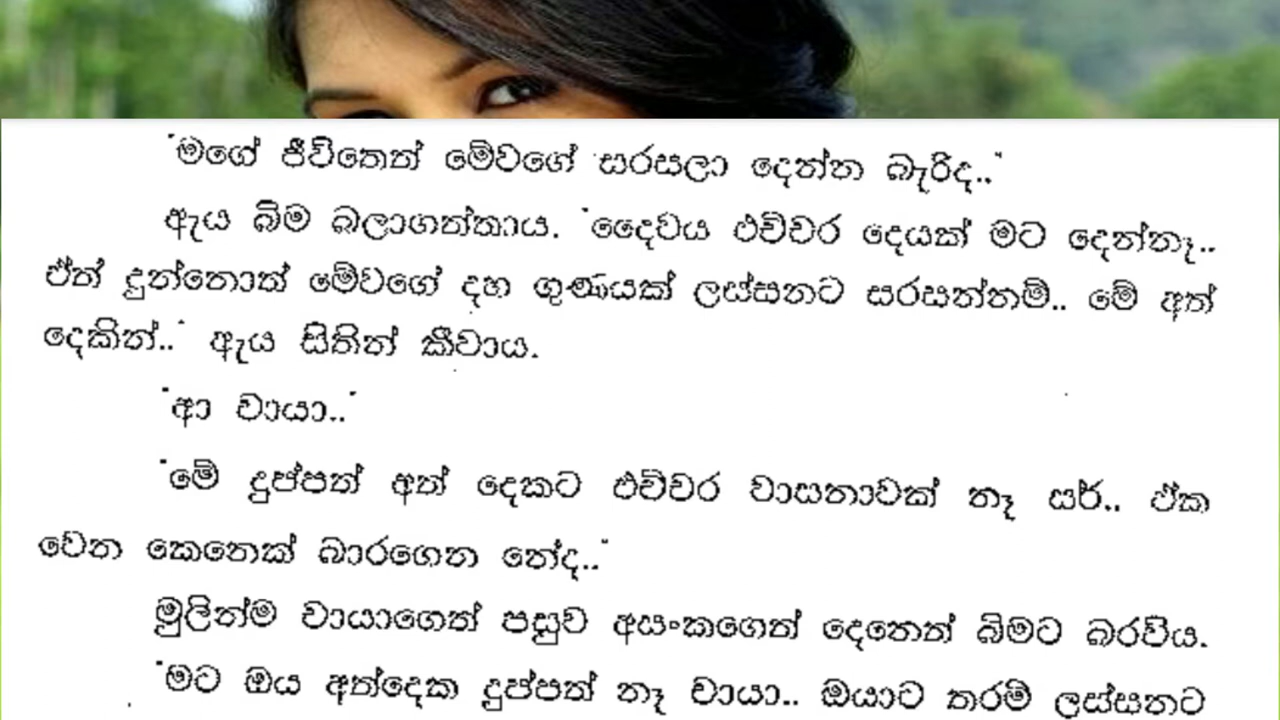 "මගේ ජීවිතෙත් මේවගේ සරසලා දෙන්න බැරිද.."
ඇය බිම බලාගත්තාය. "දෛවය එච්චර දෙයක් මට දෙන්නෑ..
ඒත් දුන්නොත් මේවගේ දහ ගුණයක් ලස්සනට සරසන්නම්.. මේ අත්
දෙකින්.." ඇය සිතින් කීවාය.
"ආ චායා.."
"මේ දුප්පත් අත් දෙකට එච්චර වාසනාවක් නෑ සර්.. ඒක
වෙන කෙනෙක් බාරගෙන නේද.."
මුලින්ම චායාගෙත් පසුව අසංකගෙත් දෙනෙත් බිමට බරවිය.
"මට ඔය අත්දෙක දුප්පත් නෑ චායා.. ඔයාට තරම් ලස්සනට